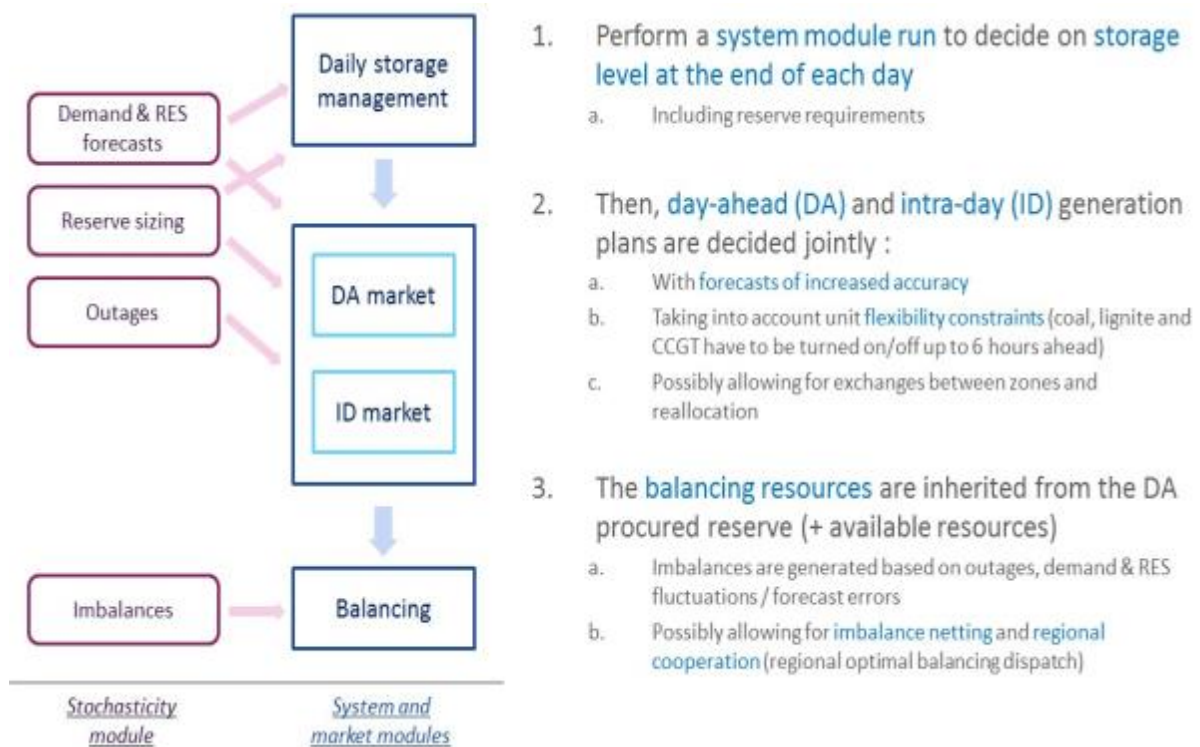 Daily storage
management
Demand & RES
forecasts
Reserve sizing
Outages
DA market
ID market
Imbalances
Balancing
Stochasticity
module
System and
market modules
1. Perform a system module run to decide on storage
level at the end of each day
a. Including reserve requirements
2. Then, day-ahead (DA) and intra-day (ID) generation
plans are decided jointly :
a. With forecasts of increased accuracy
b. Taking into account unit flexibility constraints (coal, lignite and
CCGT have to be turned on/off up to 6 hours ahead)
c. Possibly allowing for exchanges between zones and
reallocation
3. The balancing resources are inherited from the DA
procured reserve (+ available resources)
a. Imbalances are generated based on outages, demand & RES
fluctuations / forecast errors
b. Possibly allowing for imbalance netting and regional
cooperation (regional optimal balancing dispatch)